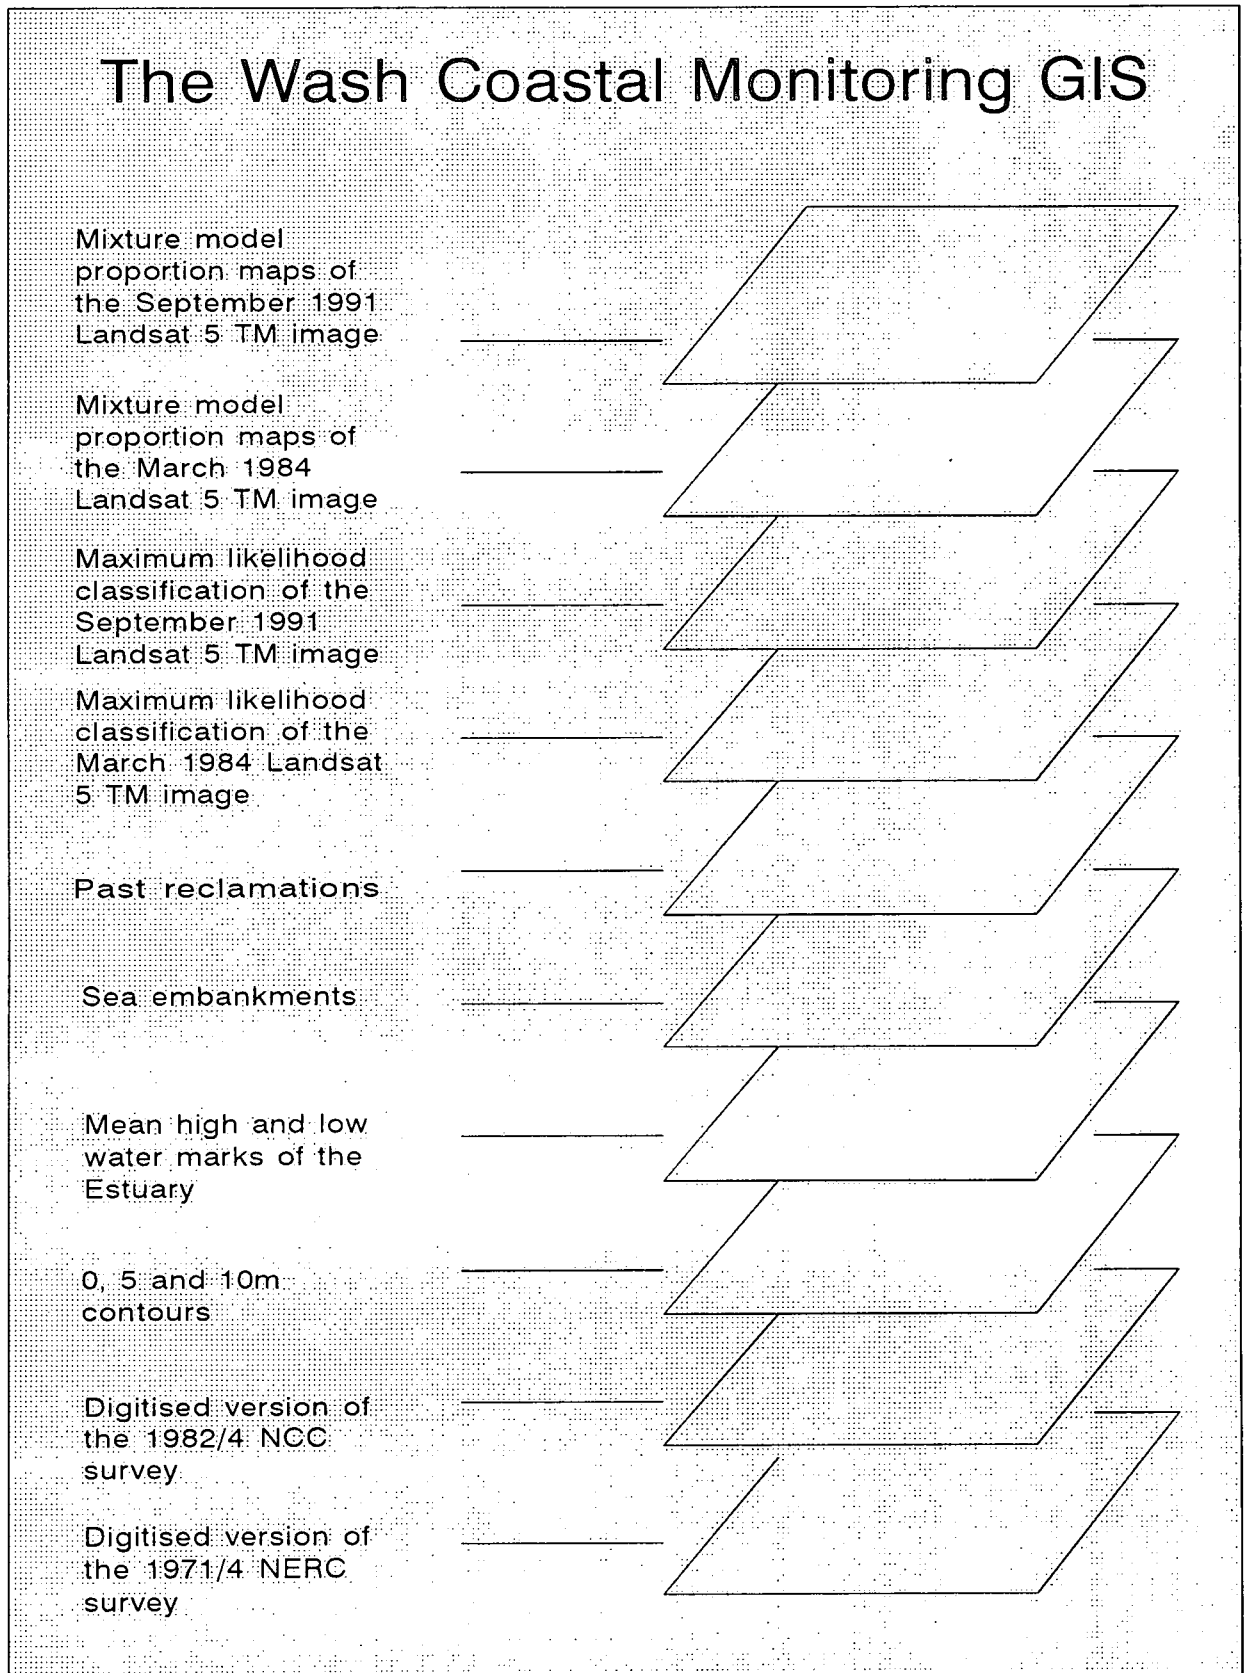 The Wash Coastal Monitoring GIS
Mixture model
proportion maps of
the September 1991
Landsat 5 TM image
Mixture model
proportion maps of
the March 1984
Landsat 5 TM image
Maximum likelihood
classification of the
September 1991
Landsat 5 TM image
Maximum likelihood
classification of the
March 1984 Landsat
5 TM image
Past reclamations
Sea embankments
Mean high and low
water marks of the
Estuary
0, 5 and 10m
contours
Digitised version of
the 1982/4 NCC
survey
Digitised version of
the 1971/4 NERC
survey